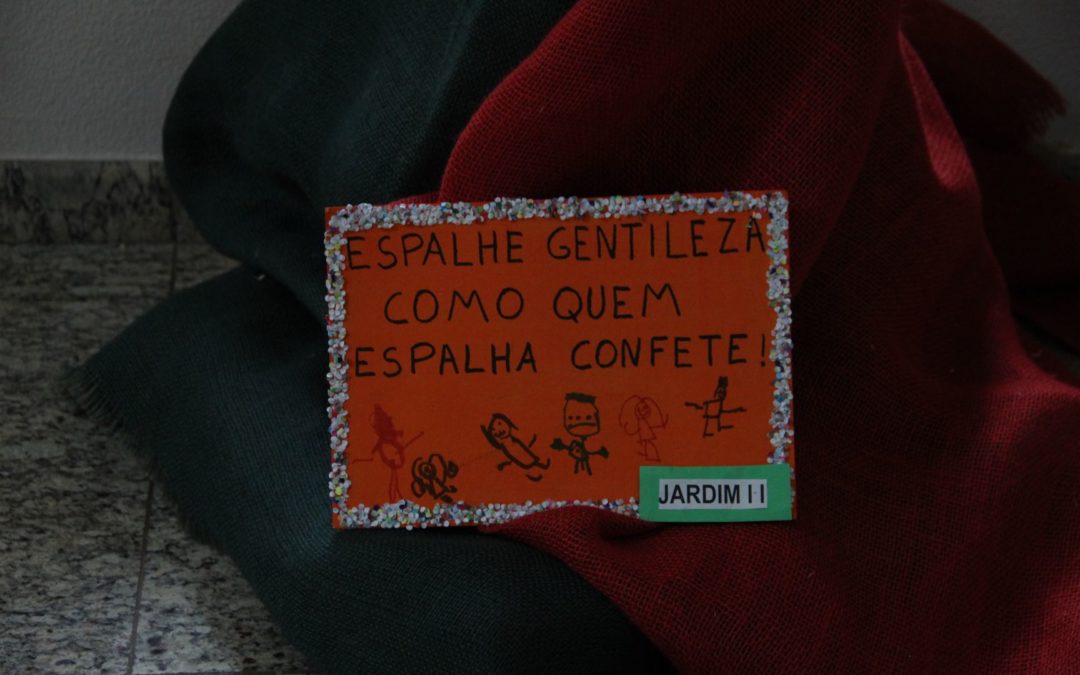 ESPALHE GENTILEZA
COMO QUEM
ESPALHA CONFETE!
JARDIM II